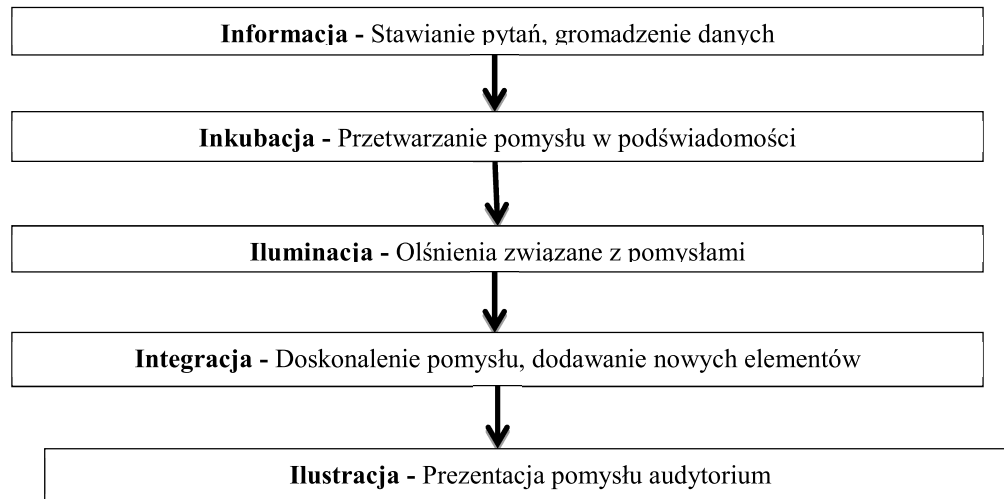 Informacja - Stawianie pytań, gromadzenie danych
Inkubacja - Przetwarzanie pomysłu w podświadomości
Iluminacja - Olśnienia związane z pomysłami
Integracja - Doskonalenie pomysłu, dodawanie nowych elementów
Ilustracja - Prezentacja pomysłu audytorium